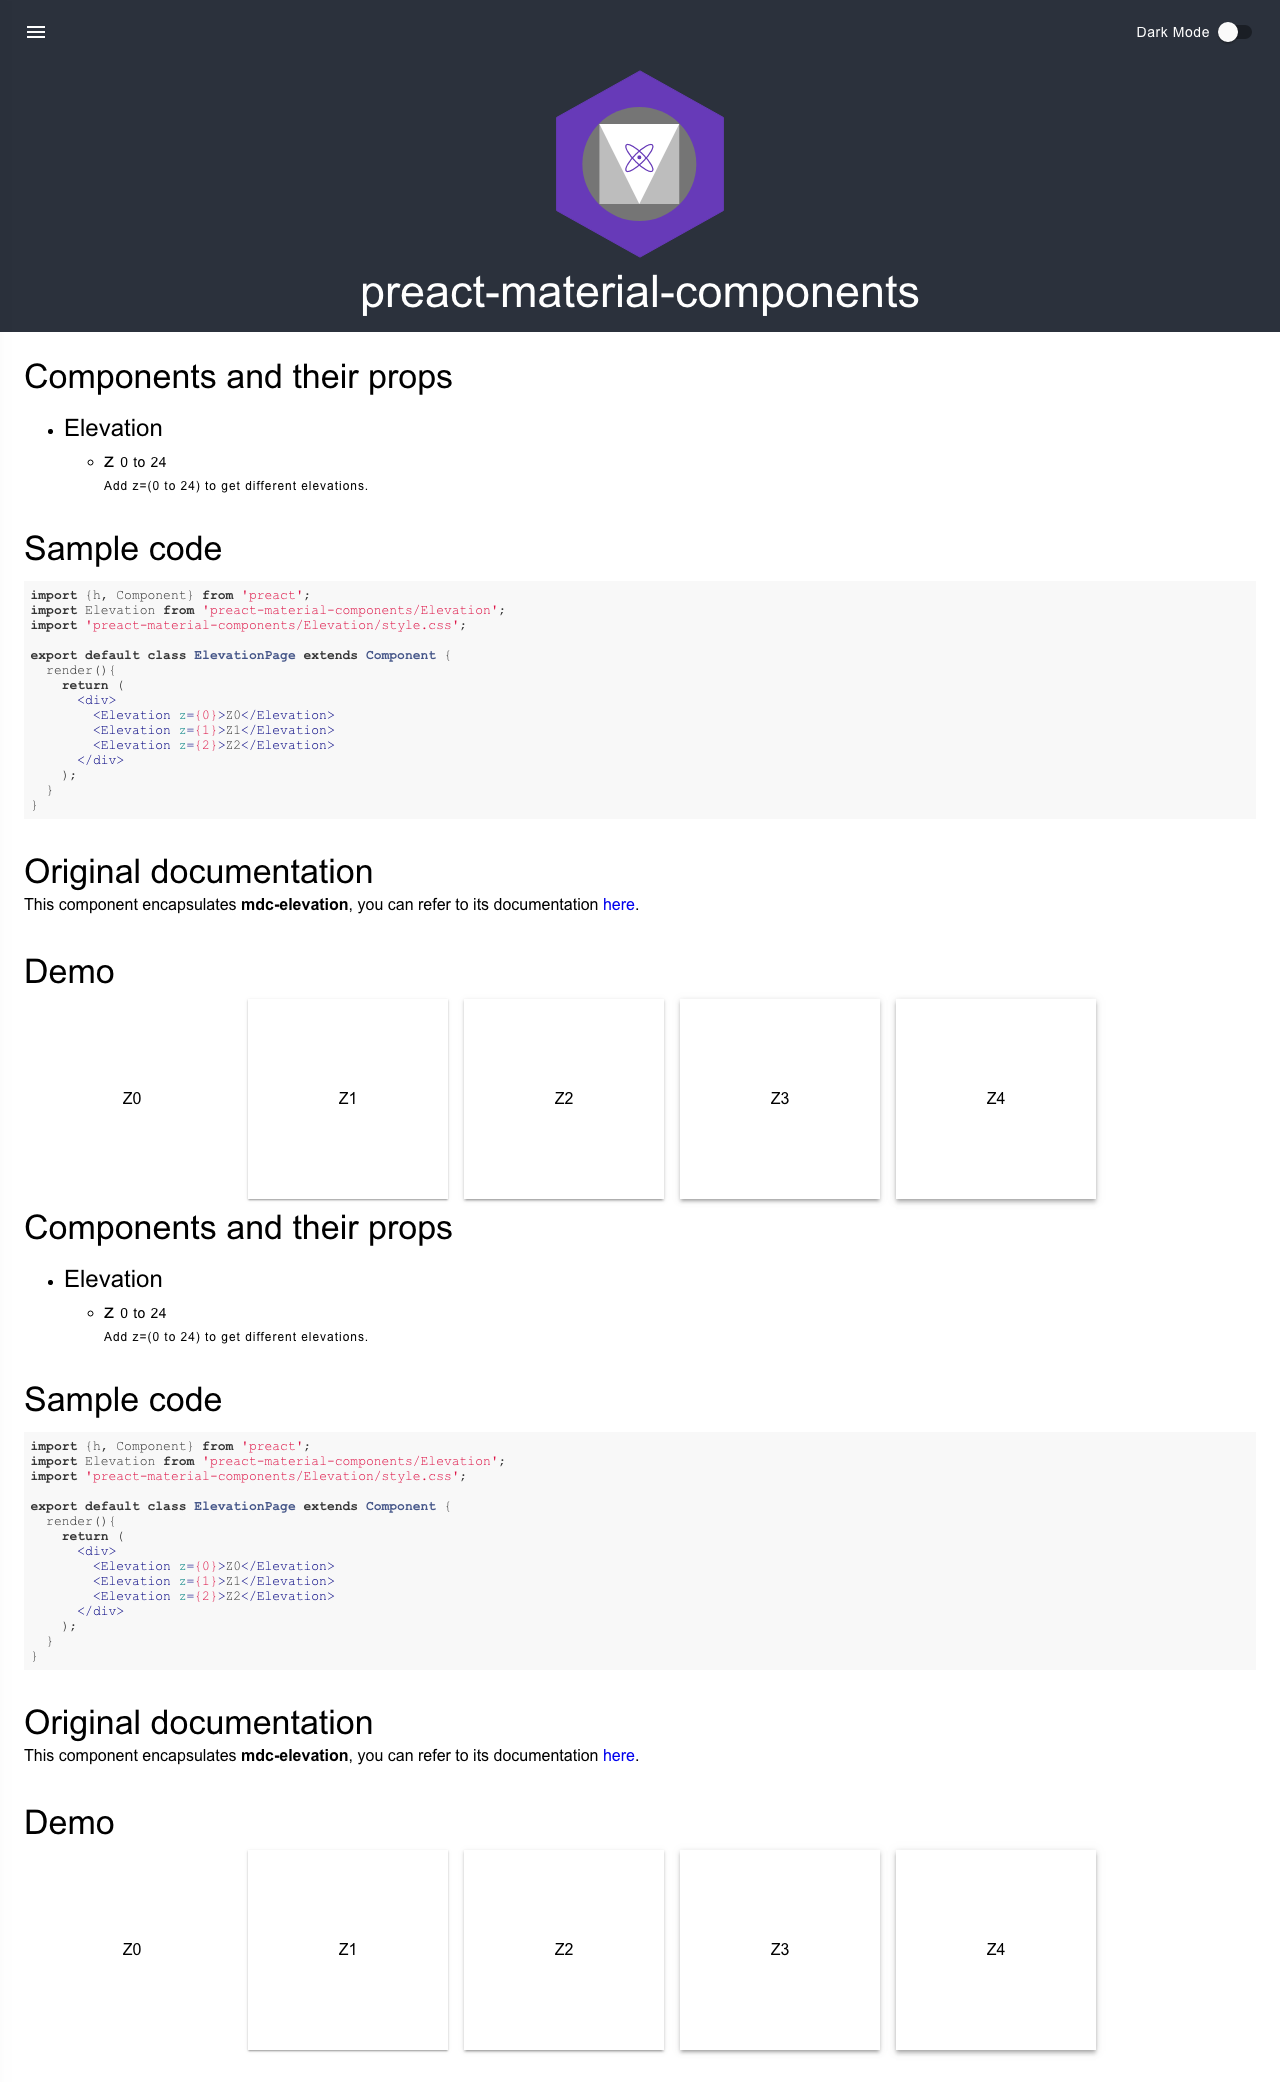 Dark Mode
preact-material-components
Components and their props
Elevation
z 0 to 24
Add z=(0 to 24) to get different elevations.
Sample code
import {h, Component} from 'preact';
import Elevation from 'preact-material-components/Elevation';
import 'preact-material-components/Elevation/style.css';
export default class ElevationPage extends Component {
  render(){
    return (
      <div>
        <Elevation z={0}>Z0</Elevation>
        <Elevation z={1}>Z1</Elevation>
        <Elevation z={2}>Z2</Elevation>
      </div>
    );
  }
}
Original documentation
This component encapsulates mdc-elevation, you can refer to its documentation here.
Demo
Z0 Z1 Z2 Z3 Z4
Components and their props
Elevation
z 0 to 24
Add z=(0 to 24) to get different elevations.
Sample code
import {h, Component} from 'preact';
import Elevation from 'preact-material-components/Elevation';
import 'preact-material-components/Elevation/style.css';
export default class ElevationPage extends Component {
  render(){
    return (
      <div>
        <Elevation z={0}>Z0</Elevation>
        <Elevation z={1}>Z1</Elevation>
        <Elevation z={2}>Z2</Elevation>
      </div>
    );
  }
}
Original documentation
This component encapsulates mdc-elevation, you can refer to its documentation here.
Demo
Z0 Z1 Z2 Z3 Z4